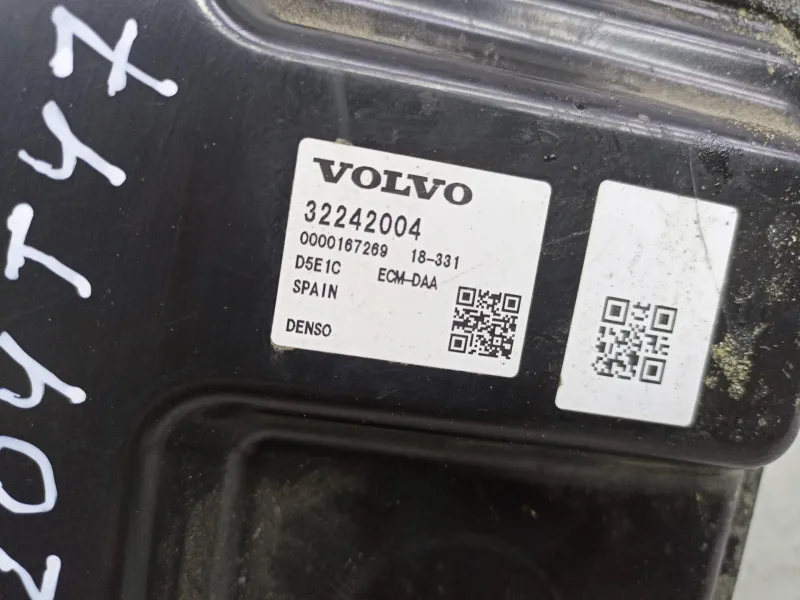 VOLVO
32242004
0000167269 18-331
D5E1C ECM-DAA
SPAIN
DENSO